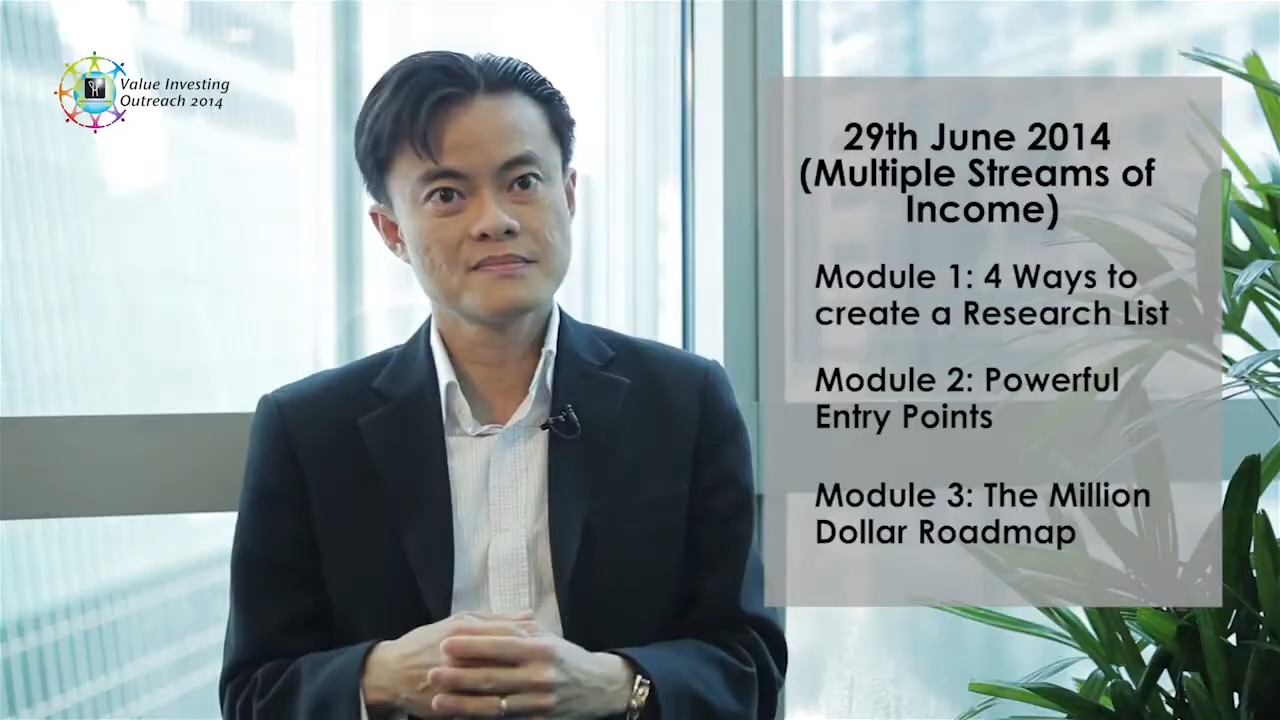 Value Investing
Outreach 2014
29th June 2014
(Multiple Streams of
Income)
Module 1: 4 Ways to
create a Research List
Module 2: Powerful
Entry Points
Module 3: The Million
Dollar Roadmap